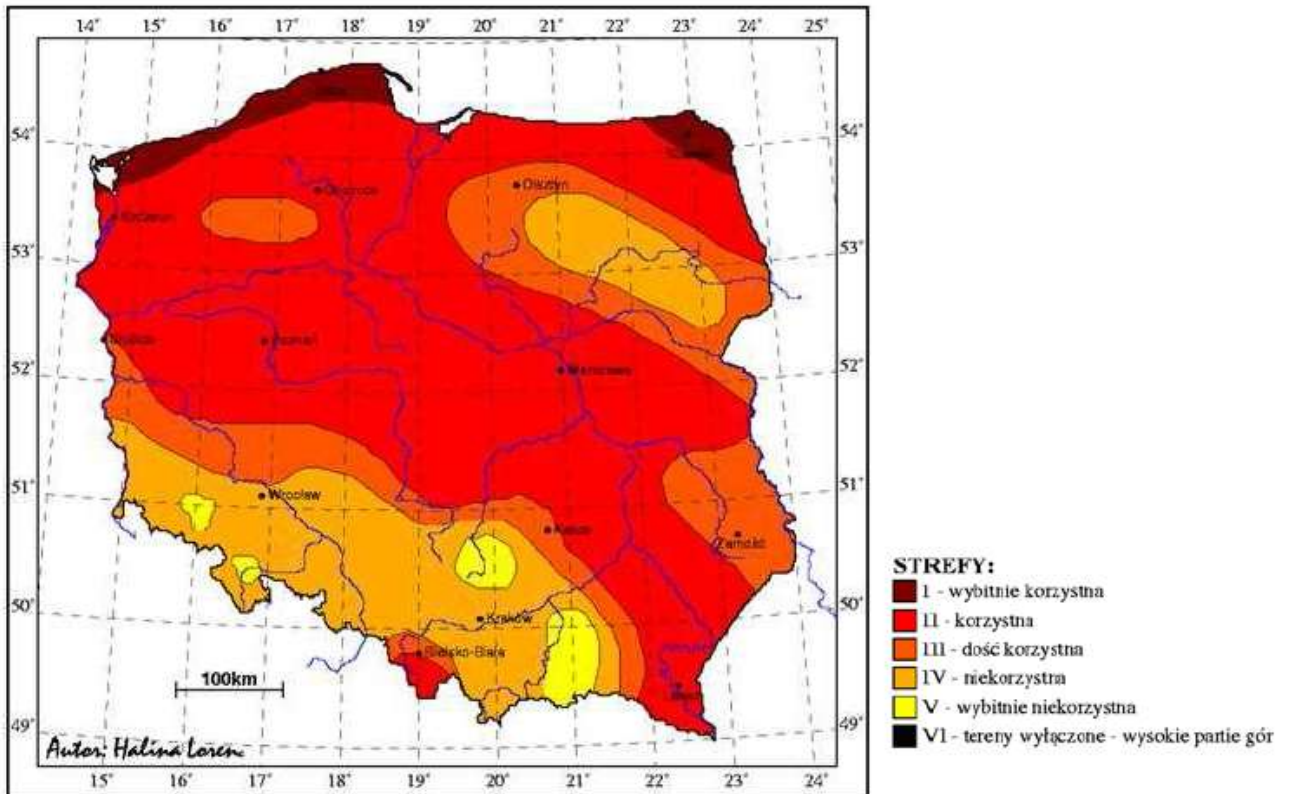 14° 15° 16° 17° 18° 19° 20° 21° 22° 23° 24° 25°
54° 54°
Olsztyn
53° 53°
Poznań
52° 52°
Warszawa
51° 51°
Wrocław
Kielce
Zamość
50° 50°
Kraków
Bielsko-Biała
100km
49° 49°
Autor: Halina Lorenc
15° 16° 17° 18° 19° 20° 21° 22° 23° 24°
STREFY:
I - wybitnie korzystna
II - korzystna
III - dość korzystna
IV - niekorzystna
V - wybitnie niekorzystna
VI - tereny wyłączone - wysokie partie gór